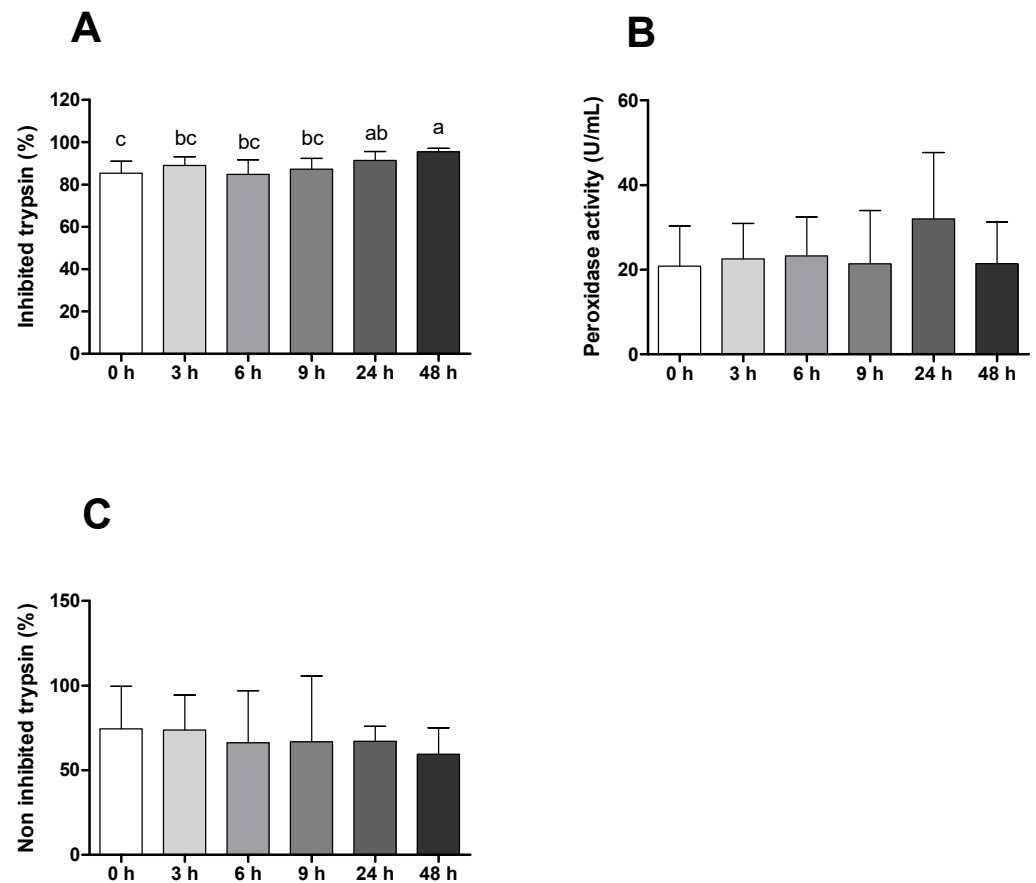 A
Inhibited trypsin (%)
120
100
80
60
40
20
0
c
bc
bc
bc
ab
a
0 h 3 h 6 h 9 h 24 h 48 h
B
Peroxidase activity (U/mL)
60
40
20
0
0 h 3 h 6 h 9 h 24 h 48 h
C
Non inhibited trypsin (%)
150
100
50
0
0 h 3 h 6 h 9 h 24 h 48 h